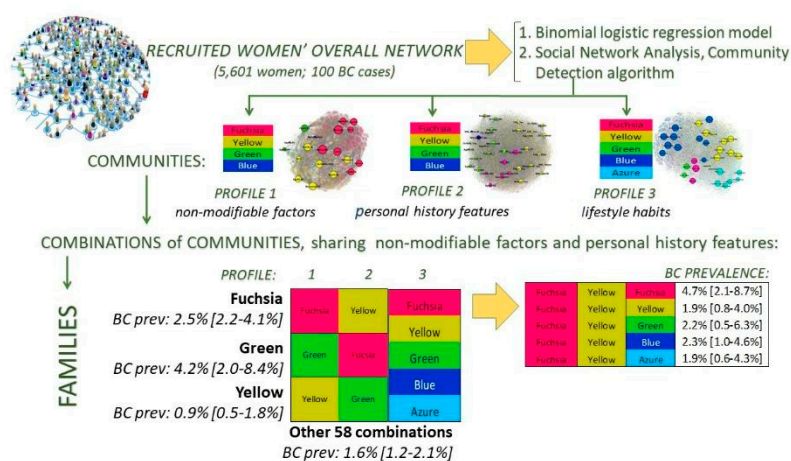 RECRUITED WOMEN' OVERALL NETWORK
(5,601 women; 100 BC cases)
1. Binomial logistic regression model
2. Social Network Analysis, Community
Detection algorithm
COMMUNITIES:
Fuchsia
Yellow
Green
Blue
PROFILE 1
non-modifiable factors
Fuchsia
Yellow
Green
Blue
PROFILE 2
personal history features
Fuchsia
Yellow
Green
Blue
Azure
PROFILE 3
lifestyle habits
COMBINATIONS of COMMUNITIES, sharing non-modifiable factors and personal history features:
FAMILIES
PROFILE: 1 2 3
Fuchsia
BC prev: 2.5% [2.2-4.1%]
Green
BC prev: 4.2% [2.0-8.4%]
Yellow
BC prev: 0.9% [0.5-1.8%]
Fuchsia Yellow
Green Fucsia
Yellow Green
Fuchsia
Yellow
Green
Blue
Azure
Other 58 combinations
BC prev: 1.6% [1.2-2.1%]
BC PREVALENCE:
Fuchsia Yellow Fuchsia 4.7% [2.1-8.7%]
Fuchsia Yellow Yellow 1.9% [0.8-4.0%]
Fuchsia Yellow Green 2.2% [0.5-6.3%]
Fuchsia Yellow Blue 2.3% [1.0-4.6%]
Fuchsia Yellow Azure 1.9% [0.6-4.3%]